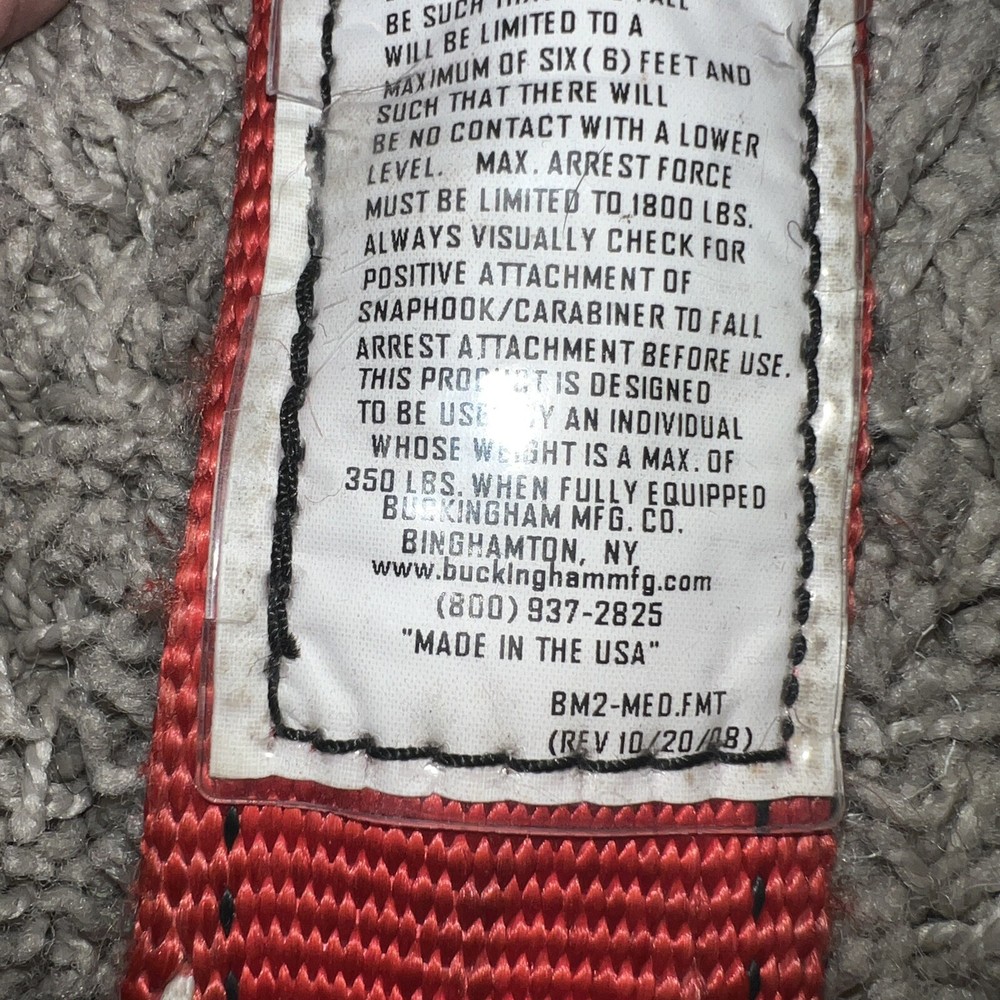 BE SUCH THAT FALL
WILL BE LIMITED TO A
MAXIMUM OF SIX( 6) FEET AND
SUCH THAT THERE WILL
BE NO CONTACT WITH A LOWER
LEVEL. MAX. ARREST FORCE
MUST BE LIMITED TO 1800 LBS.
ALWAYS VISUALLY CHECK FOR
POSITIVE ATTACHMENT OF
SNAPHOOK/CARABINER TO FALL
ARREST ATTACHMENT BEFORE USE.
THIS PRODUCT IS DESIGNED
TO BE USED BY AN INDIVIDUAL
WHOSE WEIGHT IS A MAX. OF
350 LBS. WHEN FULLY EQUIPPED
BUCKINGHAM MFG. CO.
BINGHAMTON, NY
www.buckinghammfg.com
(800) 937-2825
"MADE IN THE USA"
BM2-MED.FMT
(REV 10/20/08)